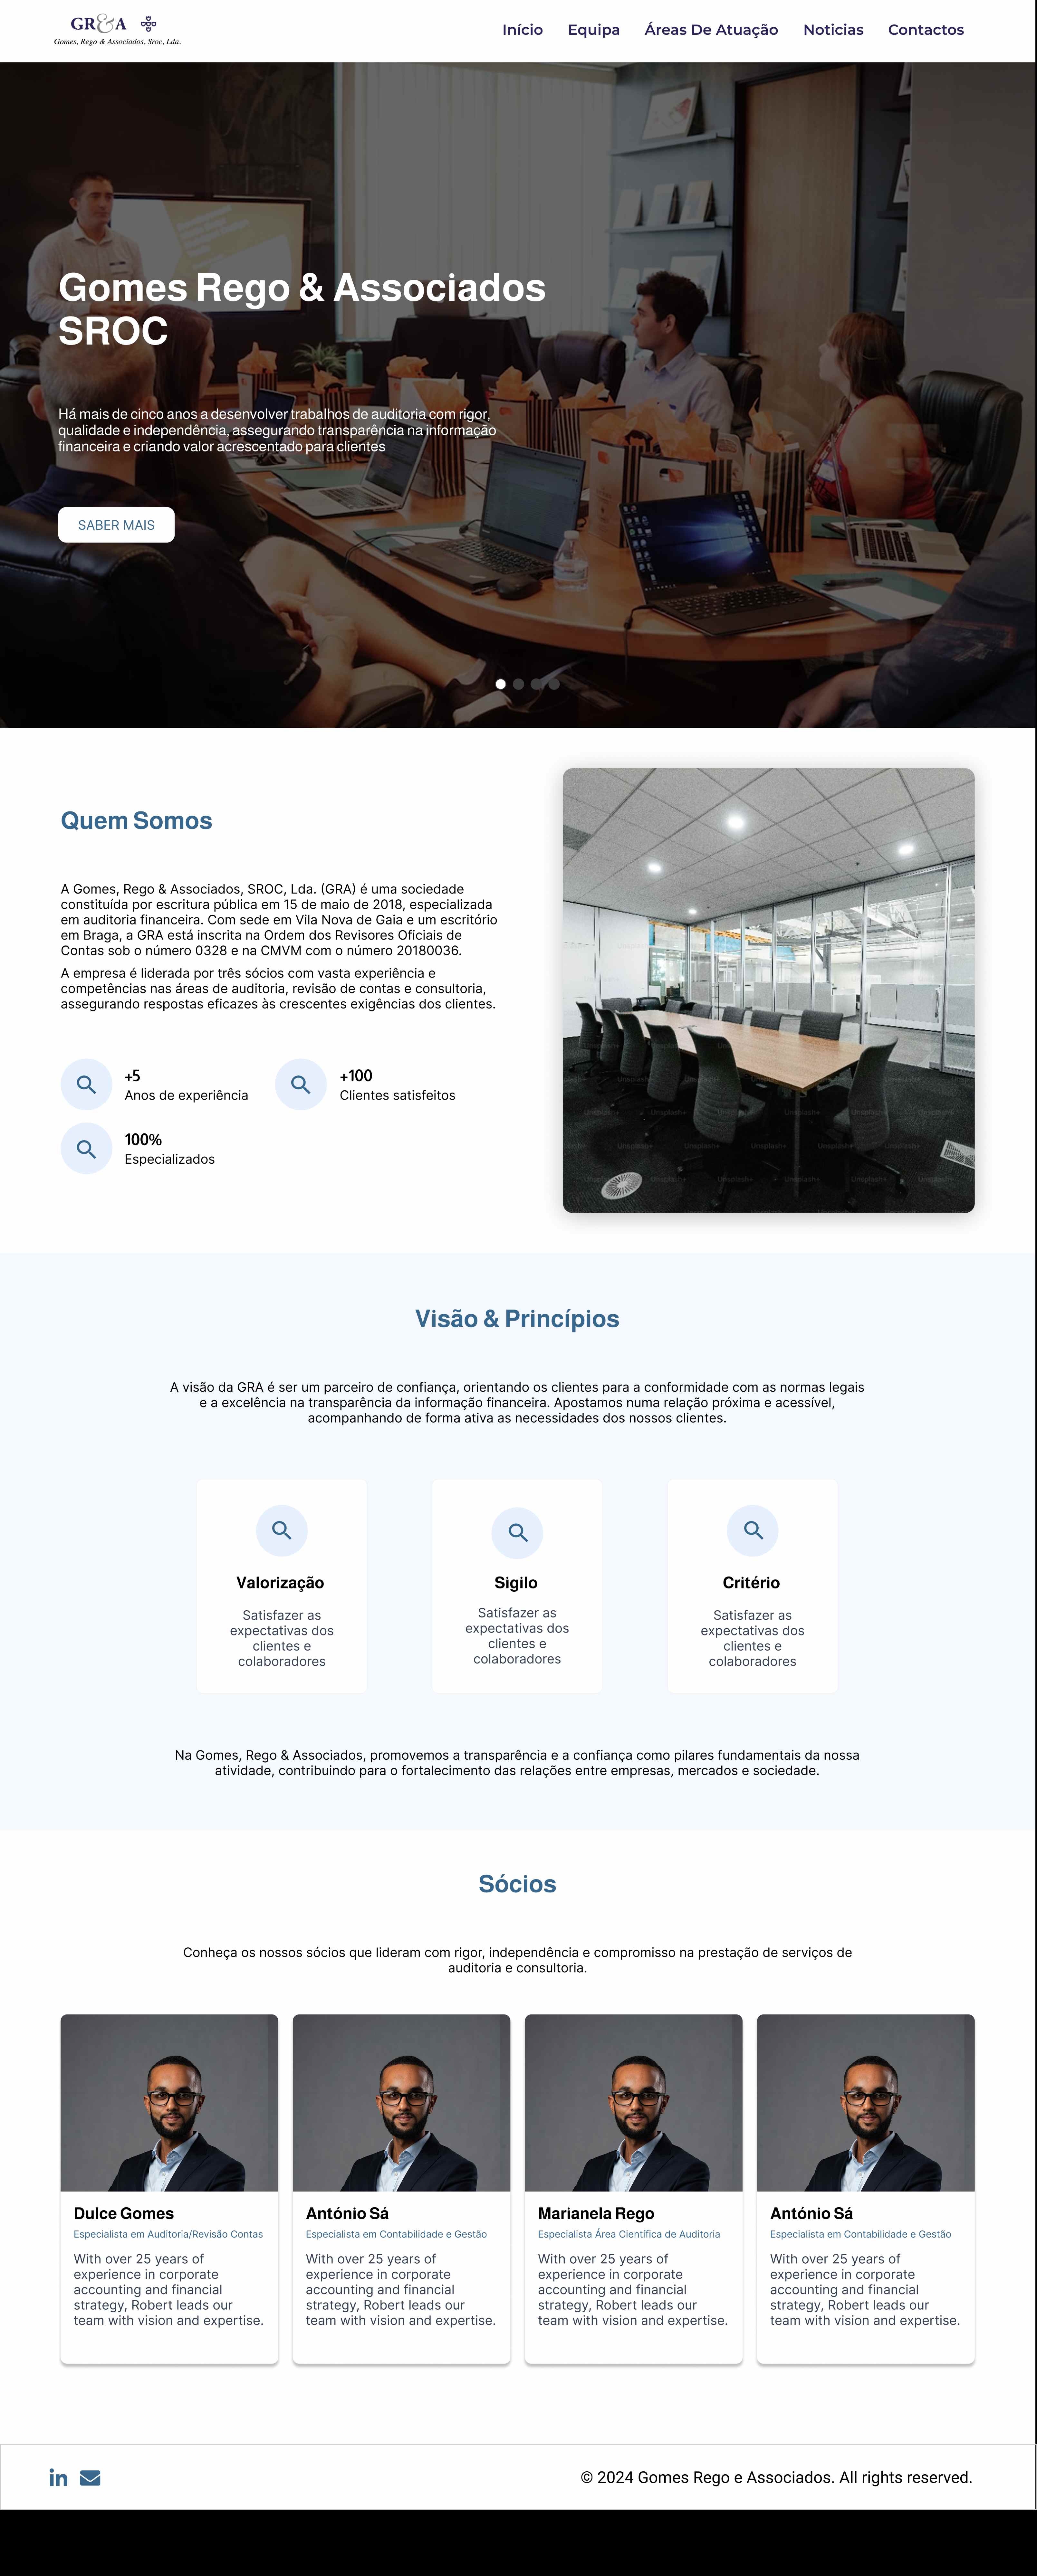 GR&A
Gomes, Rego & Associados, Sroc, Lda.
Início Equipa Áreas De Atuação Noticias Contactos
Gomes Rego & Associados
SROC
Há mais de cinco anos a desenvolver trabalhos de auditoria com rigor,
qualidade e independência, assegurando transparência na informação
financeira e criando valor acrescentado para clientes
SABER MAIS
Quem Somos
A Gomes, Rego & Associados, SROC, Lda. (GRA) é uma sociedade
constituída por escritura pública em 15 de maio de 2018, especializada
em auditoria financeira. Com sede em Vila Nova de Gaia e um escritório
em Braga, a GRA está inscrita na Ordem dos Revisores Oficiais de
Contas sob o número 0328 e na CMVM com o número 20180036.
A empresa é liderada por três sócios com vasta experiência e
competências nas áreas de auditoria, revisão de contas e consultoria,
assegurando respostas eficazes às crescentes exigências dos clientes.
+5
Anos de experiência
+100
Clientes satisfeitos
100%
Especializados
Visão & Princípios
A visão da GRA é ser um parceiro de confiança, orientando os clientes para a conformidade com as normas legais
e a excelência na transparência da informação financeira. Apostamos numa relação próxima e acessível,
acompanhando de forma ativa as necessidades dos nossos clientes.
Valorização
Satisfazer as
expectativas dos
clientes e
colaboradores
Sigilo
Satisfazer as
expectativas dos
clientes e
colaboradores
Critério
Satisfazer as
expectativas dos
clientes e
colaboradores
Na Gomes, Rego & Associados, promovemos a transparência e a confiança como pilares fundamentais da nossa
atividade, contribuindo para o fortalecimento das relações entre empresas, mercados e sociedade.
Sócios
Conheça os nossos sócios que lideram com rigor, independência e compromisso na prestação de serviços de
auditoria e consultoria.
Dulce Gomes
Especialista em Auditoria/Revisão Contas
With over 25 years of
experience in corporate
accounting and financial
strategy, Robert leads our
team with vision and expertise.
António Sá
Especialista em Contabilidade e Gestão
With over 25 years of
experience in corporate
accounting and financial
strategy, Robert leads our
team with vision and expertise.
Marianela Rego
Especialista Área Científica de Auditoria
With over 25 years of
experience in corporate
accounting and financial
strategy, Robert leads our
team with vision and expertise.
António Sá
Especialista em Contabilidade e Gestão
With over 25 years of
experience in corporate
accounting and financial
strategy, Robert leads our
team with vision and expertise.
in
© 2024 Gomes Rego e Associados. All rights reserved.